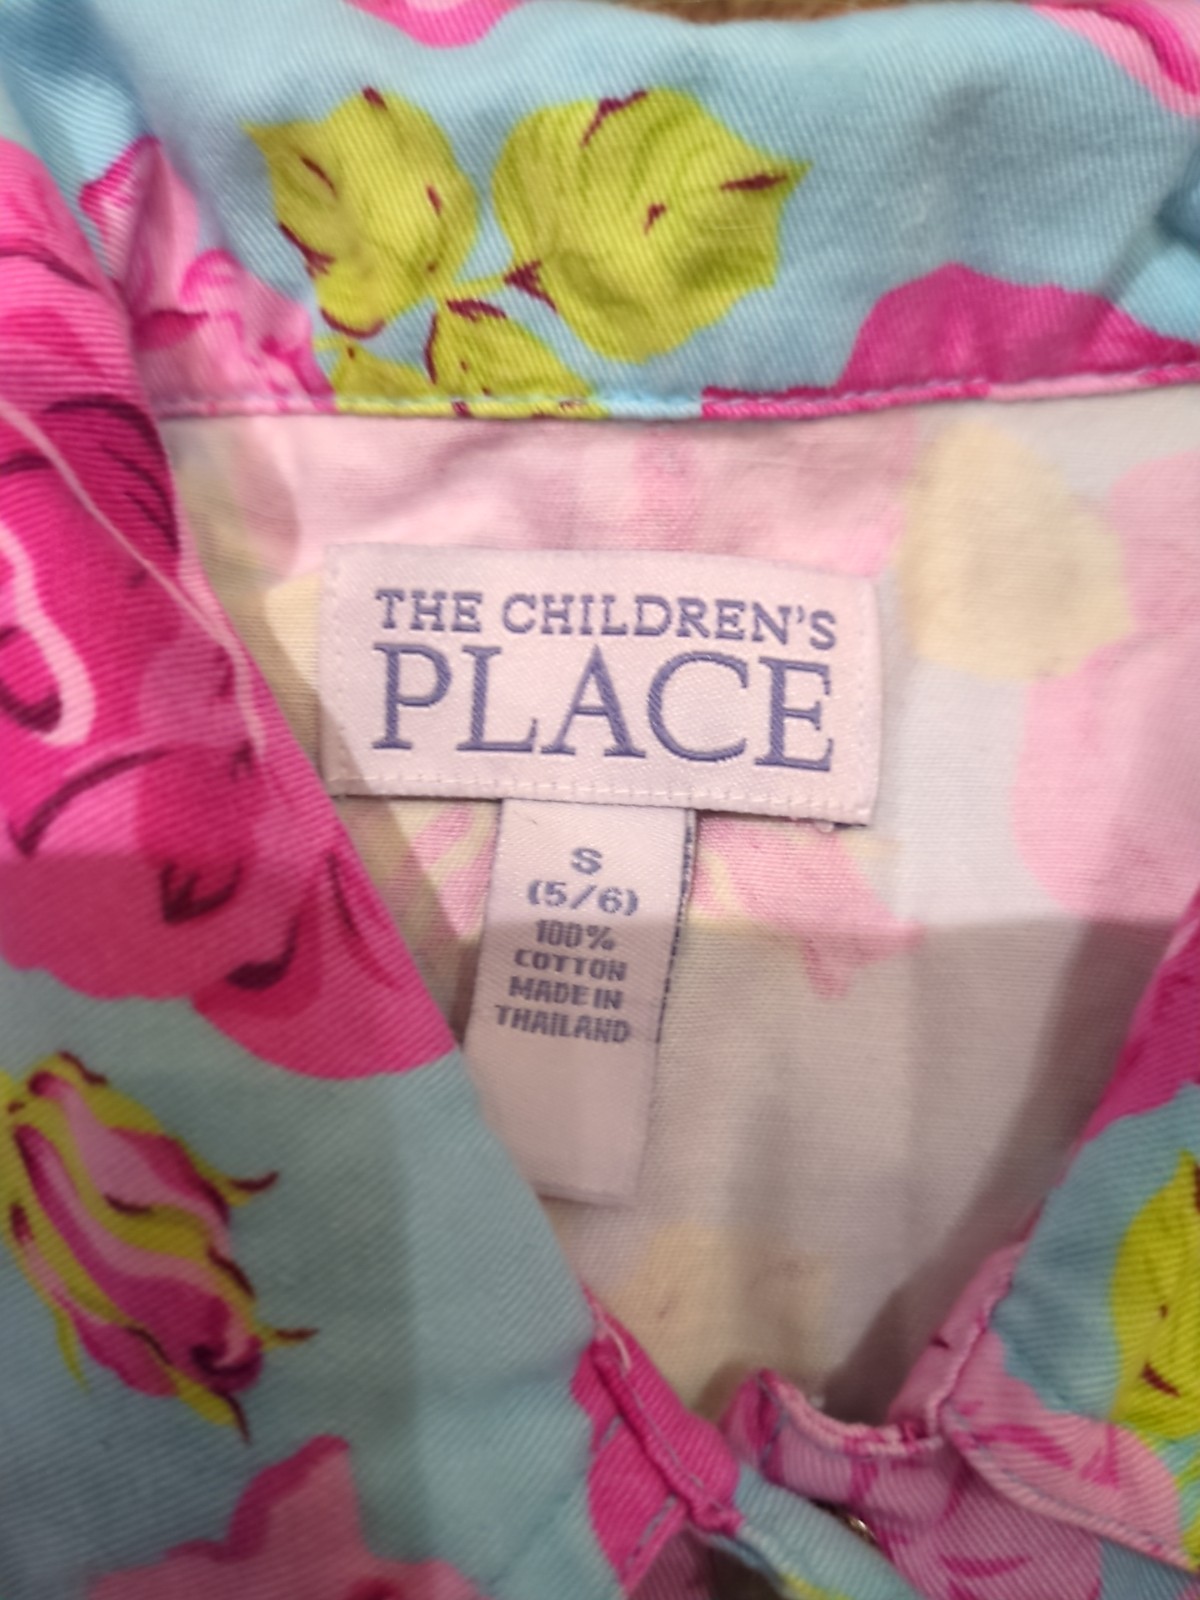 THE CHILDREN'S
PLACE
S
(5/6)
100%
COTTON
MADE IN
THAILAND